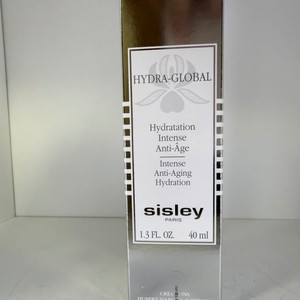 HYDRA-GLOBAL
Hydratation
Intense
Anti-Âge
Intense
Anti-Aging
Hydration
sisley
PARIS
1.3 FL. OZ. 40 ml